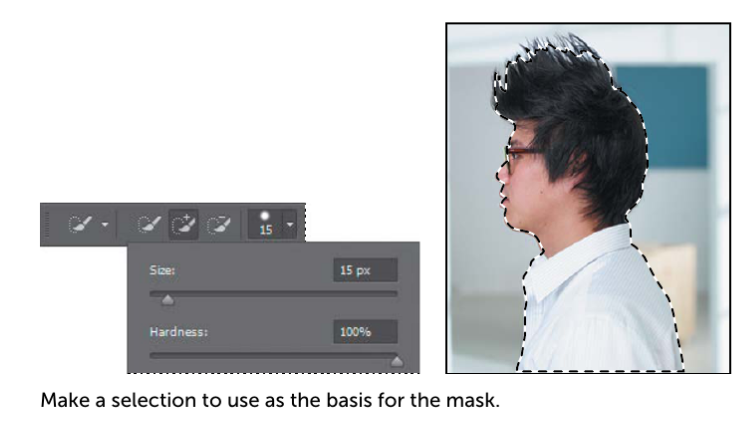 15
Size:
15 px
Hardness:
100%
Make a selection to use as the basis for the mask.